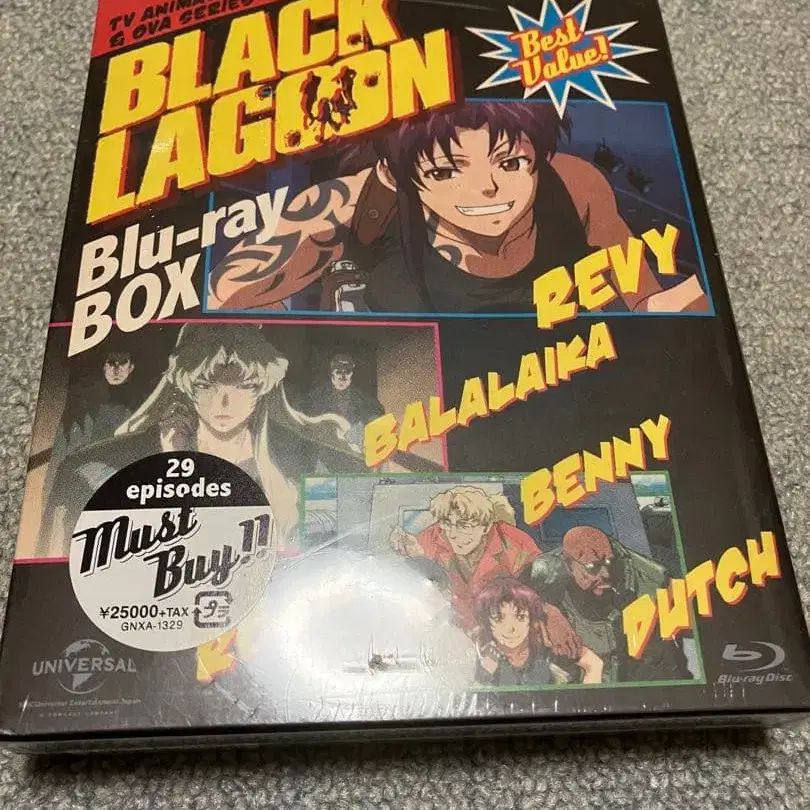 TV ANIMA
& OVA SERIES
BLACK
LAGOON
Best
Value!
Blu-ray
BOX
REVY
BALALAIKA
BENNY
DUTCH
29
episodes
Must
Buy!!
¥25000+TAX
GNXA-1329
UNIVERSAL
Blu-ray Disc